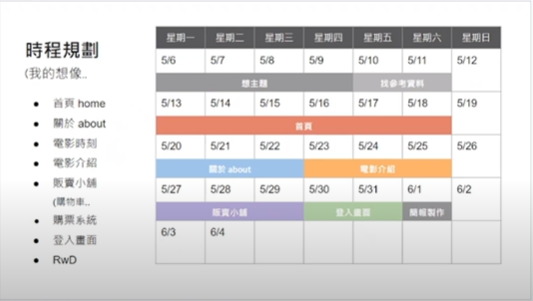 時程規劃
(我的想像..
首頁 home
關於 about
電影時刻
電影介紹
販賣小舖
(購物車..
購票系統
登入畫面
RwD
星期一 星期二 星期三 星期四 星期五 星期六 星期日
5/6 5/7 5/8 5/9 5/10 5/11 5/12
想主題 找參考資料
5/13 5/14 5/15 5/16 5/17 5/18 5/19
首頁
5/20 5/21 5/22 5/23 5/24 5/25 5/26
關於 about 電影介紹
5/27 5/28 5/29 5/30 5/31 6/1 6/2
販賣小舖 登入畫面 簡報製作
6/3 6/4